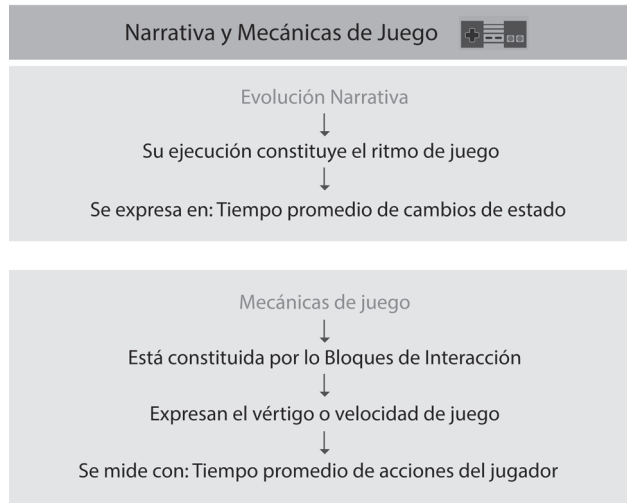 Narrativa y Mecánicas de Juego
Evolución Narrativa
Su ejecución constituye el ritmo de juego
Se expresa en: Tiempo promedio de cambios de estado
Mecánicas de juego
Está constituida por lo Bloques de Interacción
Expresan el vértigo o velocidad de juego
Se mide con: Tiempo promedio de acciones del jugador